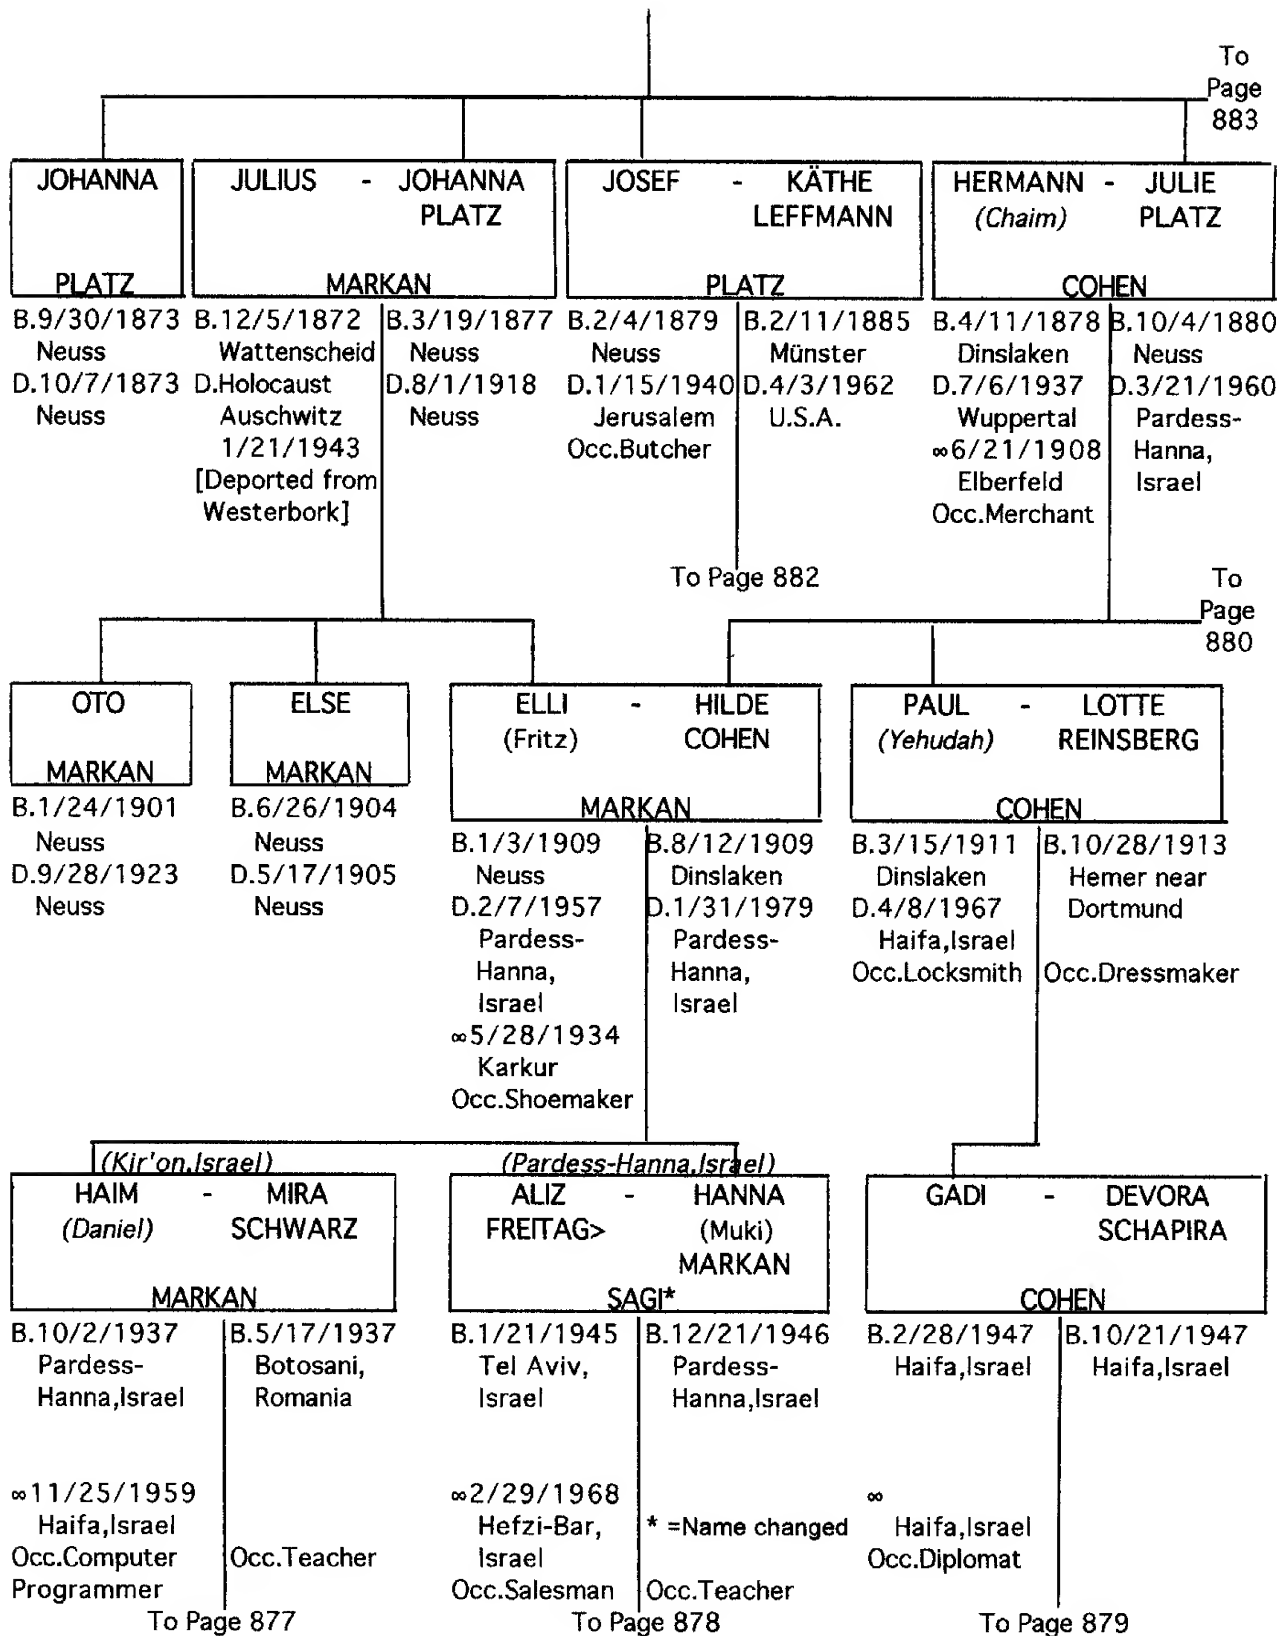 To
Page
883
JOHANNA
PLATZ
B.9/30/1873
Neuss
D.10/7/1873
Neuss
JULIUS - JOHANNA
PLATZ
MARKAN
B.12/5/1872
Wattenscheid
D.Holocaust
Auschwitz
1/21/1943
[Deported from
Westerbork]
B.3/19/1877
Neuss
D.8/1/1918
Neuss
JOSEF - KÄTHE
LEFFMANN
PLATZ
B.2/4/1879
Neuss
D.1/15/1940
Jerusalem
Occ.Butcher
B.2/11/1885
Münster
D.4/3/1962
U.S.A.
To Page 882
HERMANN - JULIE
(Chaim) PLATZ
COHEN
B.4/11/1878
Dinslaken
D.7/6/1937
Wuppertal
∞6/21/1908
Elberfeld
Occ.Merchant
B.10/4/1880
Neuss
D.3/21/1960
Pardess-
Hanna,
Israel
To
Page
880
OTO
MARKAN
B.1/24/1901
Neuss
D.9/28/1923
Neuss
ELSE
MARKAN
B.6/26/1904
Neuss
D.5/17/1905
Neuss
ELLI - HILDE
(Fritz) COHEN
MARKAN
B.1/3/1909
Neuss
D.2/7/1957
Pardess-
Hanna,
Israel
∞5/28/1934
Karkur
Occ.Shoemaker
B.8/12/1909
Dinslaken
D.1/31/1979
Pardess-
Hanna,
Israel
PAUL - LOTTE
(Yehudah) REINSBERG
COHEN
B.3/15/1911
Dinslaken
D.4/8/1967
Haifa,Israel
Occ.Locksmith
B.10/28/1913
Hemer near
Dortmund
Occ.Dressmaker
(Kir'on,Israel)
HAIM - MIRA
(Daniel) SCHWARZ
MARKAN
B.10/2/1937
Pardess-
Hanna,Israel
∞11/25/1959
Haifa,Israel
Occ.Computer
Programmer
B.5/17/1937
Botosani,
Romania
Occ.Teacher
To Page 877
(Pardess-Hanna,Israel)
ALIZ - HANNA
FREITAG> (Muki)
MARKAN
SAGI*
B.1/21/1945
Tel Aviv,
Israel
∞2/29/1968
Hefzi-Bar,
Israel
Occ.Salesman
B.12/21/1946
Pardess-
Hanna,Israel
* =Name changed
Occ.Teacher
To Page 878
GADI - DEVORA
SCHAPIRA
COHEN
B.2/28/1947
Haifa,Israel
∞
Haifa,Israel
Occ.Diplomat
B.10/21/1947
Haifa,Israel
To Page 879